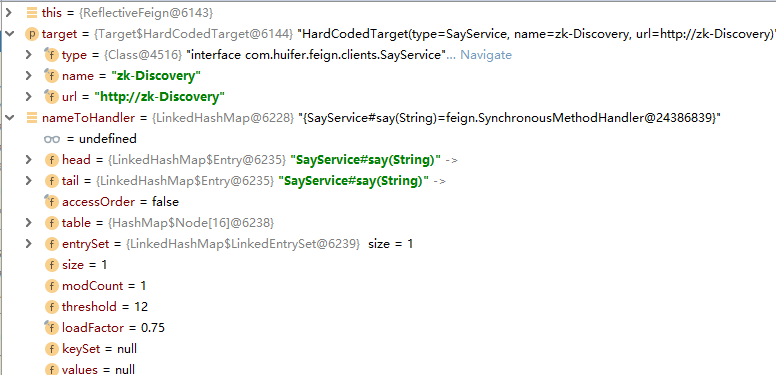 this = {ReflectiveFeign@6143}
target = {Target$HardCodedTarget@6144} "HardCodedTarget(type=SayService, name=zk-Discovery, url=http://zk-Discovery)"
type = {Class@4516} "interface com.huifer.feign.clients.SayService"... Navigate
name = "zk-Discovery"
url = "http://zk-Discovery"
nameToHandler = {LinkedHashMap@6228} "{SayService#say(String)=feign.SynchronousMethodHandler@24386839}"
= undefined
head = {LinkedHashMap$Entry@6235} "SayService#say(String)" ->
tail = {LinkedHashMap$Entry@6235} "SayService#say(String)" ->
accessOrder = false
table = {HashMap$Node[16]@6238}
entrySet = {LinkedHashMap$LinkedEntrySet@6239} size = 1
size = 1
modCount = 1
threshold = 12
loadFactor = 0.75
keySet = null
values = null